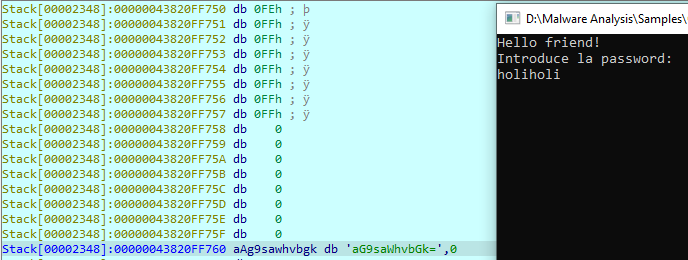 Stack[00002348]:00000043820FF750 db 0FEh ; þ
Stack[00002348]:00000043820FF751 db 0FFh ; ÿ
Stack[00002348]:00000043820FF752 db 0FFh ; ÿ
Stack[00002348]:00000043820FF753 db 0FFh ; ÿ
Stack[00002348]:00000043820FF754 db 0FFh ; ÿ
Stack[00002348]:00000043820FF755 db 0FFh ; ÿ
Stack[00002348]:00000043820FF756 db 0FFh ; ÿ
Stack[00002348]:00000043820FF757 db 0FFh ; ÿ
Stack[00002348]:00000043820FF758 db 0
Stack[00002348]:00000043820FF759 db 0
Stack[00002348]:00000043820FF75A db 0
Stack[00002348]:00000043820FF75B db 0
Stack[00002348]:00000043820FF75C db 0
Stack[00002348]:00000043820FF75D db 0
Stack[00002348]:00000043820FF75E db 0
Stack[00002348]:00000043820FF75F db 0
Stack[00002348]:00000043820FF760 aAg9sawhvbgk db 'aG9saWhvbGk=',0
D:\Malware Analysis\Samples\
Hello friend!
Introduce la password:
holiholi